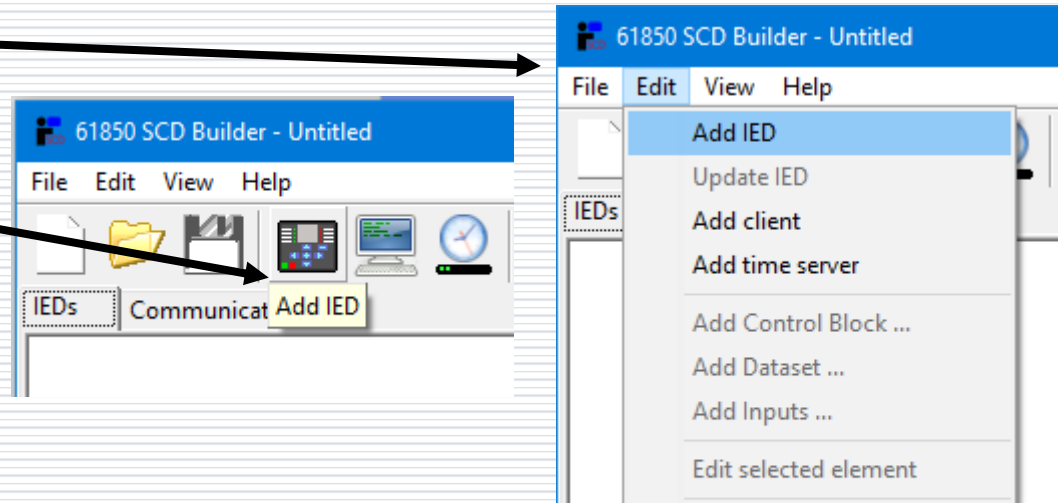 61850 SCD Builder - Untitled
File Edit View Help
IEDs Communicat
Add IED
61850 SCD Builder - Untitled
File Edit View Help
IEDs
Add IED
Update IED
Add client
Add time server
Add Control Block ...
Add Dataset ...
Add Inputs ...
Edit selected element